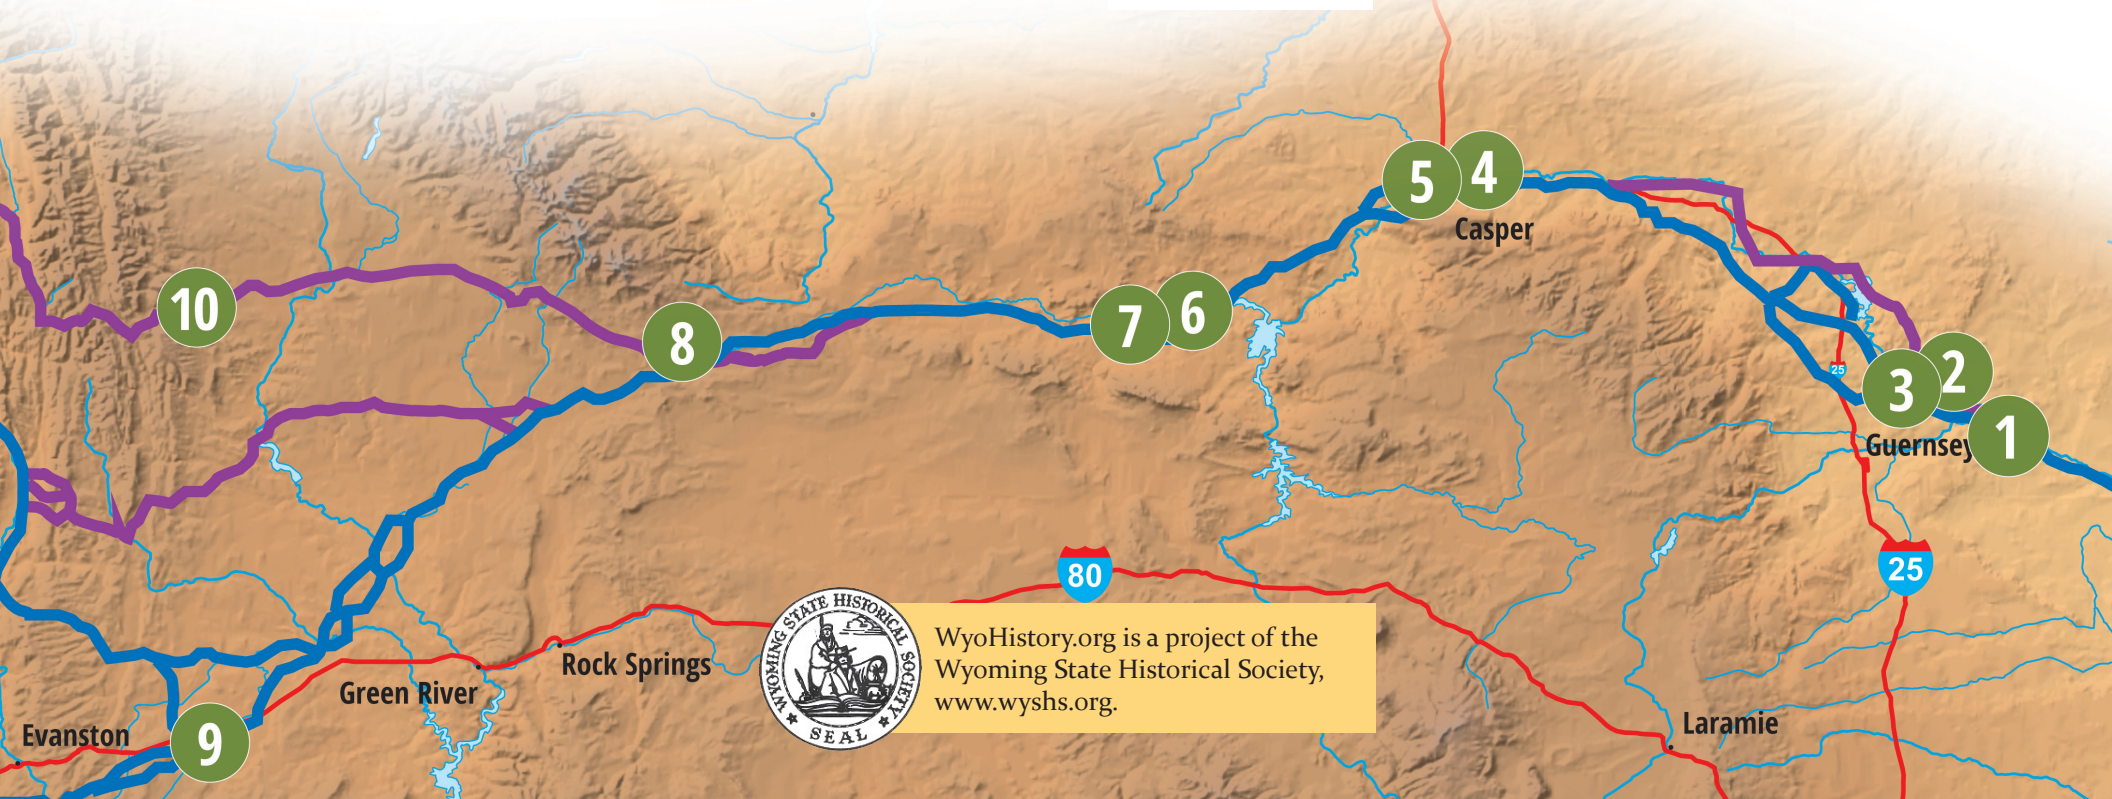 5
4
Casper
10
8
7
6
25
3
2
1
Guernsey
80
25
WYOMING STATE HISTORICAL SOCIETY
SEAL
WyoHistory.org is a project of the
Wyoming State Historical Society,
www.wyshs.org.
Rock Springs
Green River
Evanston
9
Laramie